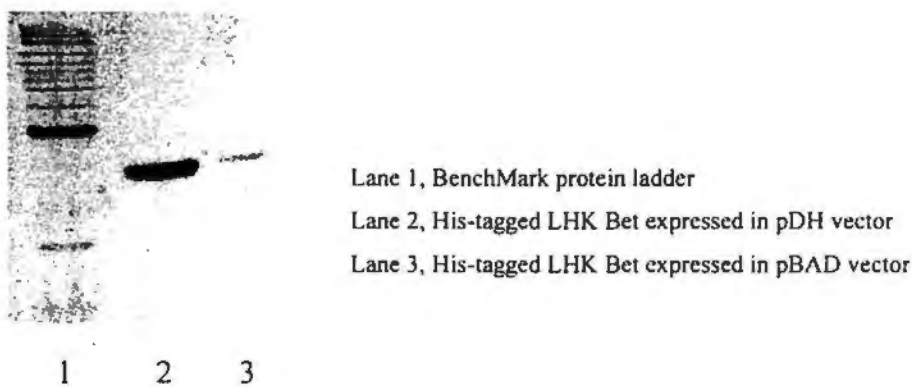 Lane 1, BenchMark protein ladder
Lane 2, His-tagged LHK Bet expressed in pDH vector
Lane 3, His-tagged LHK Bet expressed in pBAD vector
1 2 3